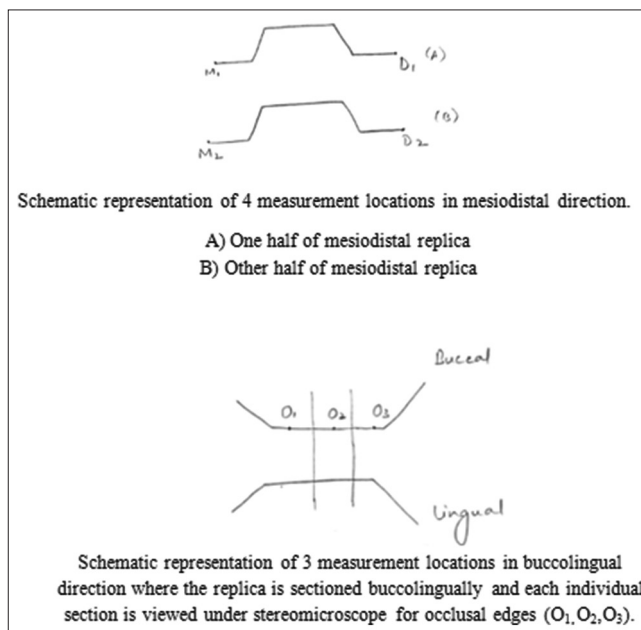 M₁ D₁ (A)
M₂ D₂ (B)
Schematic representation of 4 measurement locations in mesiodistal direction.
A) One half of mesiodistal replica
B) Other half of mesiodistal replica
Buccal
O₁ O₂ O₃
Lingual
Schematic representation of 3 measurement locations in buccolingual
direction where the replica is sectioned buccolingually and each individual
section is viewed under stereomicroscope for occlusal edges (O₁,O₂,O₃).